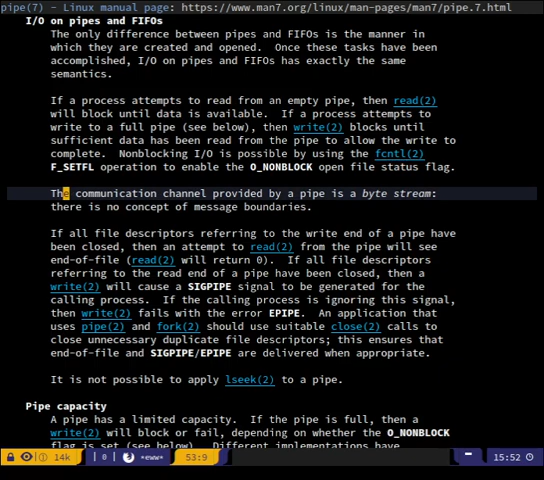 pipe(7) - Linux manual page: https://www.man7.org/linux/man-pages/man7/pipe.7.html
I/O on pipes and FIFOs
The only difference between pipes and FIFOs is the manner in
which they are created and opened. Once these tasks have been
accomplished, I/O on pipes and FIFOs has exactly the same
semantics.
If a process attempts to read from an empty pipe, then read(2)
will block until data is available. If a process attempts to
write to a full pipe (see below), then write(2) blocks until
sufficient data has been read from the pipe to allow the write to
complete. Nonblocking I/O is possible by using the fcntl(2)
F_SETFL operation to enable the O_NONBLOCK open file status flag.
The communication channel provided by a pipe is a byte stream:
there is no concept of message boundaries.
If all file descriptors referring to the write end of a pipe have
been closed, then an attempt to read(2) from the pipe will see
end-of-file (read(2) will return 0). If all file descriptors
referring to the read end of a pipe have been closed, then a
write(2) will cause a SIGPIPE signal to be generated for the
calling process. If the calling process is ignoring this signal,
then write(2) fails with the error EPIPE. An application that
uses pipe(2) and fork(2) should use suitable close(2) calls to
close unnecessary duplicate file descriptors; this ensures that
end-of-file and SIGPIPE/EPIPE are delivered when appropriate.
It is not possible to apply lseek(2) to a pipe.
Pipe capacity
A pipe has a limited capacity. If the pipe is full, then a
write(2) will block or fail, depending on whether the O_NONBLOCK
flag is set (see below). Different implementations have
14k | 0 *eww* 53:9 15:52